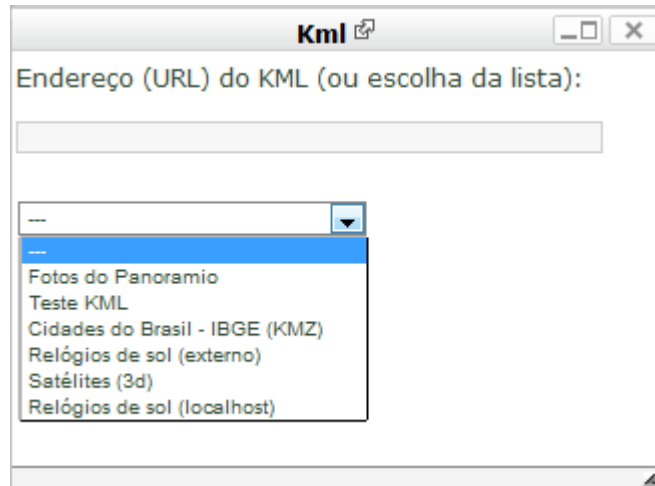 Kml
Endereço (URL) do KML (ou escolha da lista):
---
---
Fotos do Panoramio
Teste KML
Cidades do Brasil - IBGE (KMZ)
Relógios de sol (externo)
Satélites (3d)
Relógios de sol (localhost)